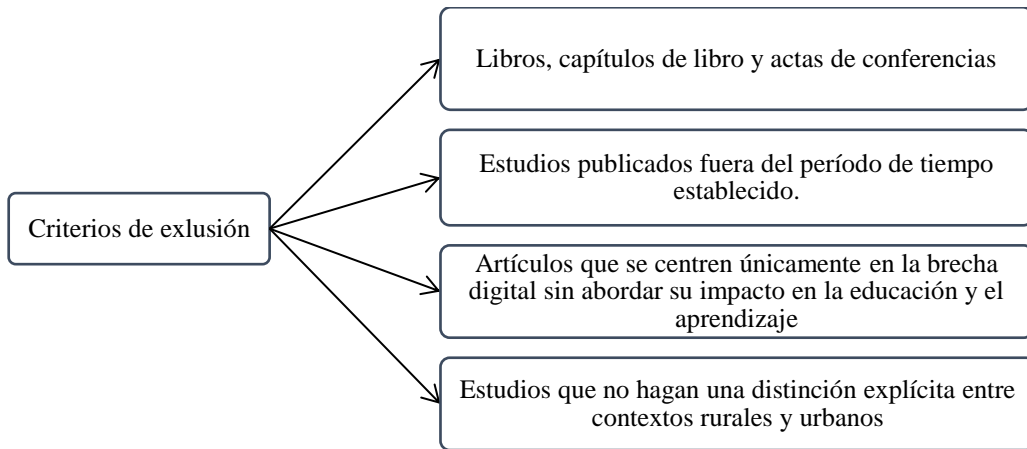 Libros, capítulos de libro y actas de conferencias
Estudios publicados fuera del período de tiempo
establecido.
Criterios de exlusión
Artículos que se centren únicamente en la brecha
digital sin abordar su impacto en la educación y el
aprendizaje
Estudios que no hagan una distinción explícita entre
contextos rurales y urbanos